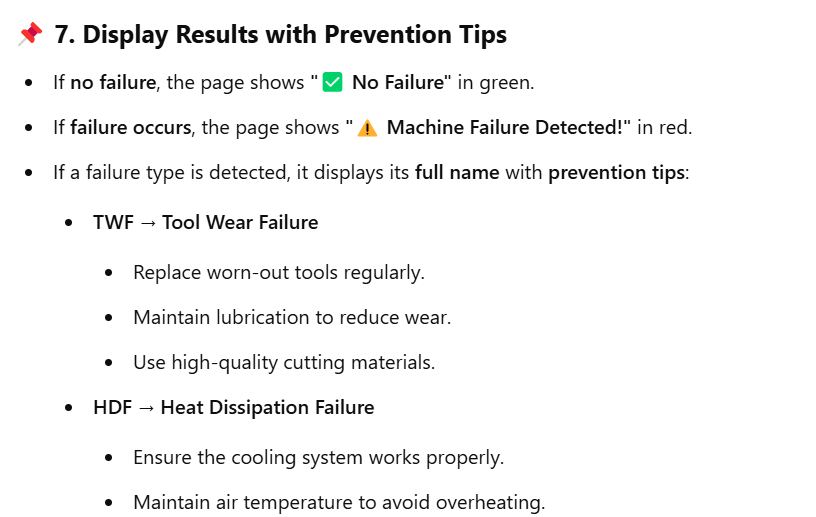 📌 7. Display Results with Prevention Tips
• If no failure, the page shows "✅ No Failure" in green.
• If failure occurs, the page shows "⚠️ Machine Failure Detected!" in red.
• If a failure type is detected, it displays its full name with prevention tips:
• TWF → Tool Wear Failure
• Replace worn-out tools regularly.
• Maintain lubrication to reduce wear.
• Use high-quality cutting materials.
• HDF → Heat Dissipation Failure
• Ensure the cooling system works properly.
• Maintain air temperature to avoid overheating.